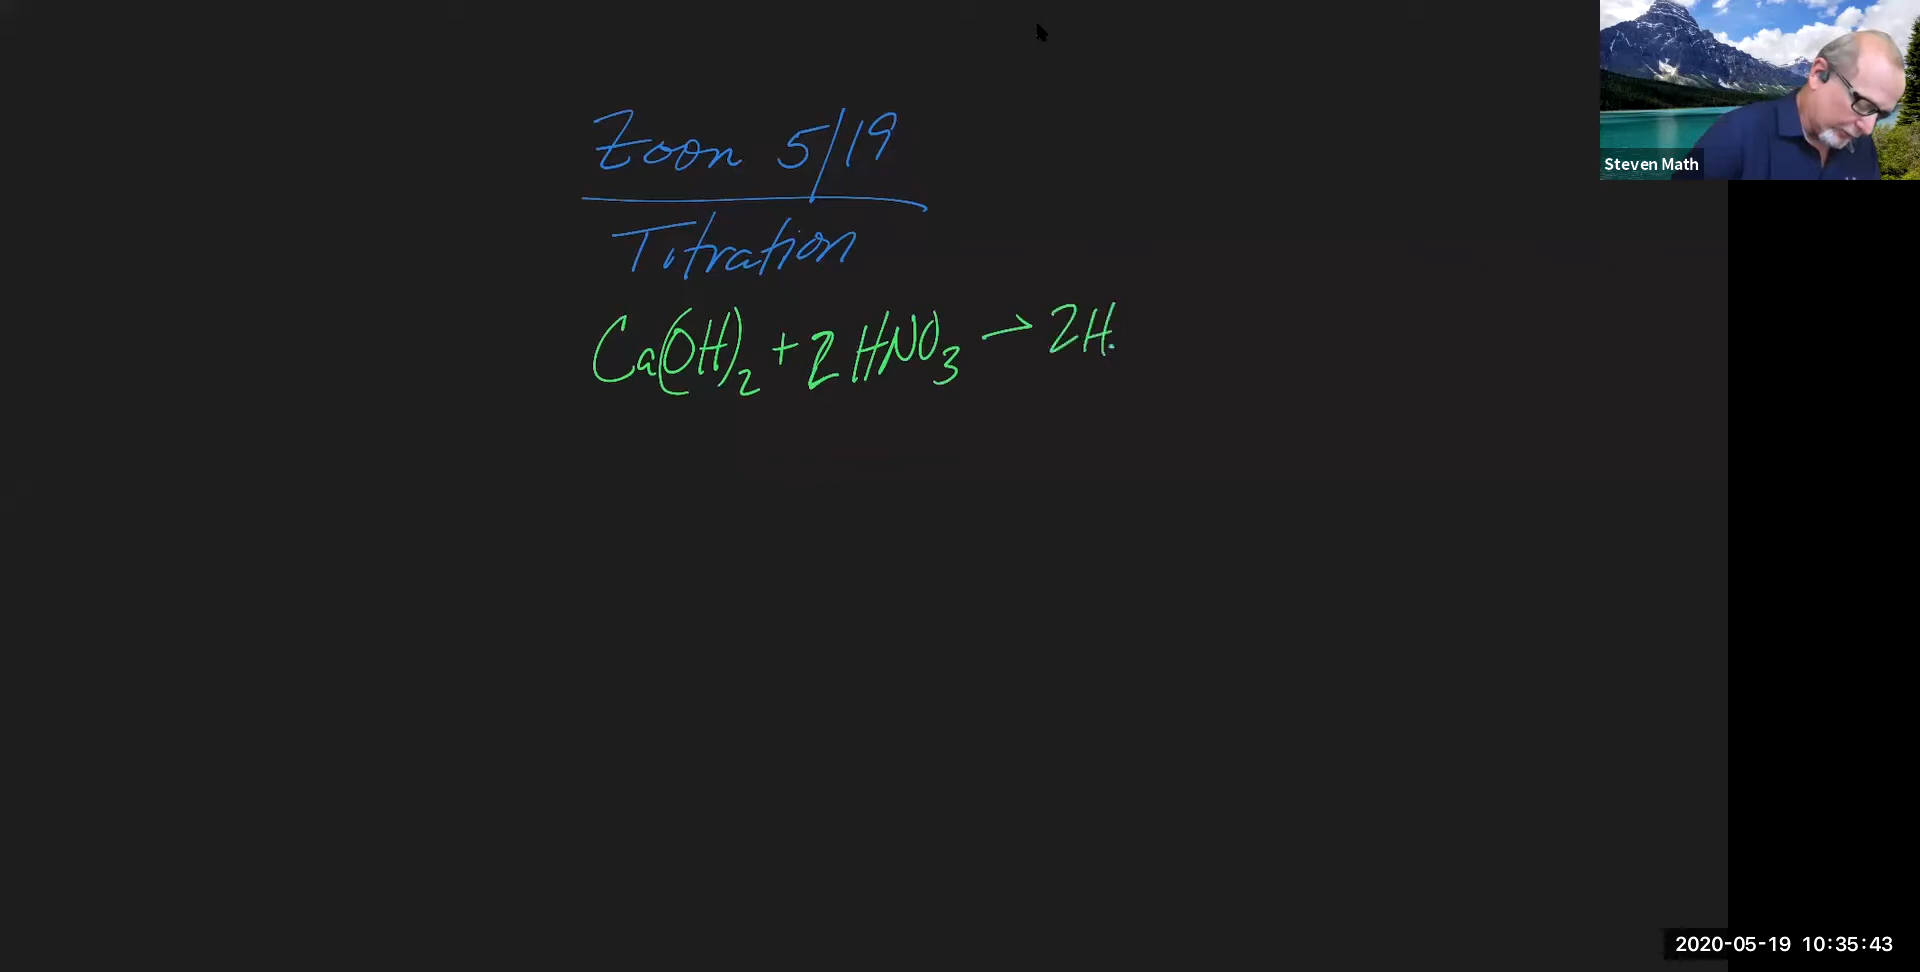 Zoom 5/19
Titration
Ca(OH)₂ + 2 HNO₃ → 2H
Steven Math
2020-05-19 10:35:43